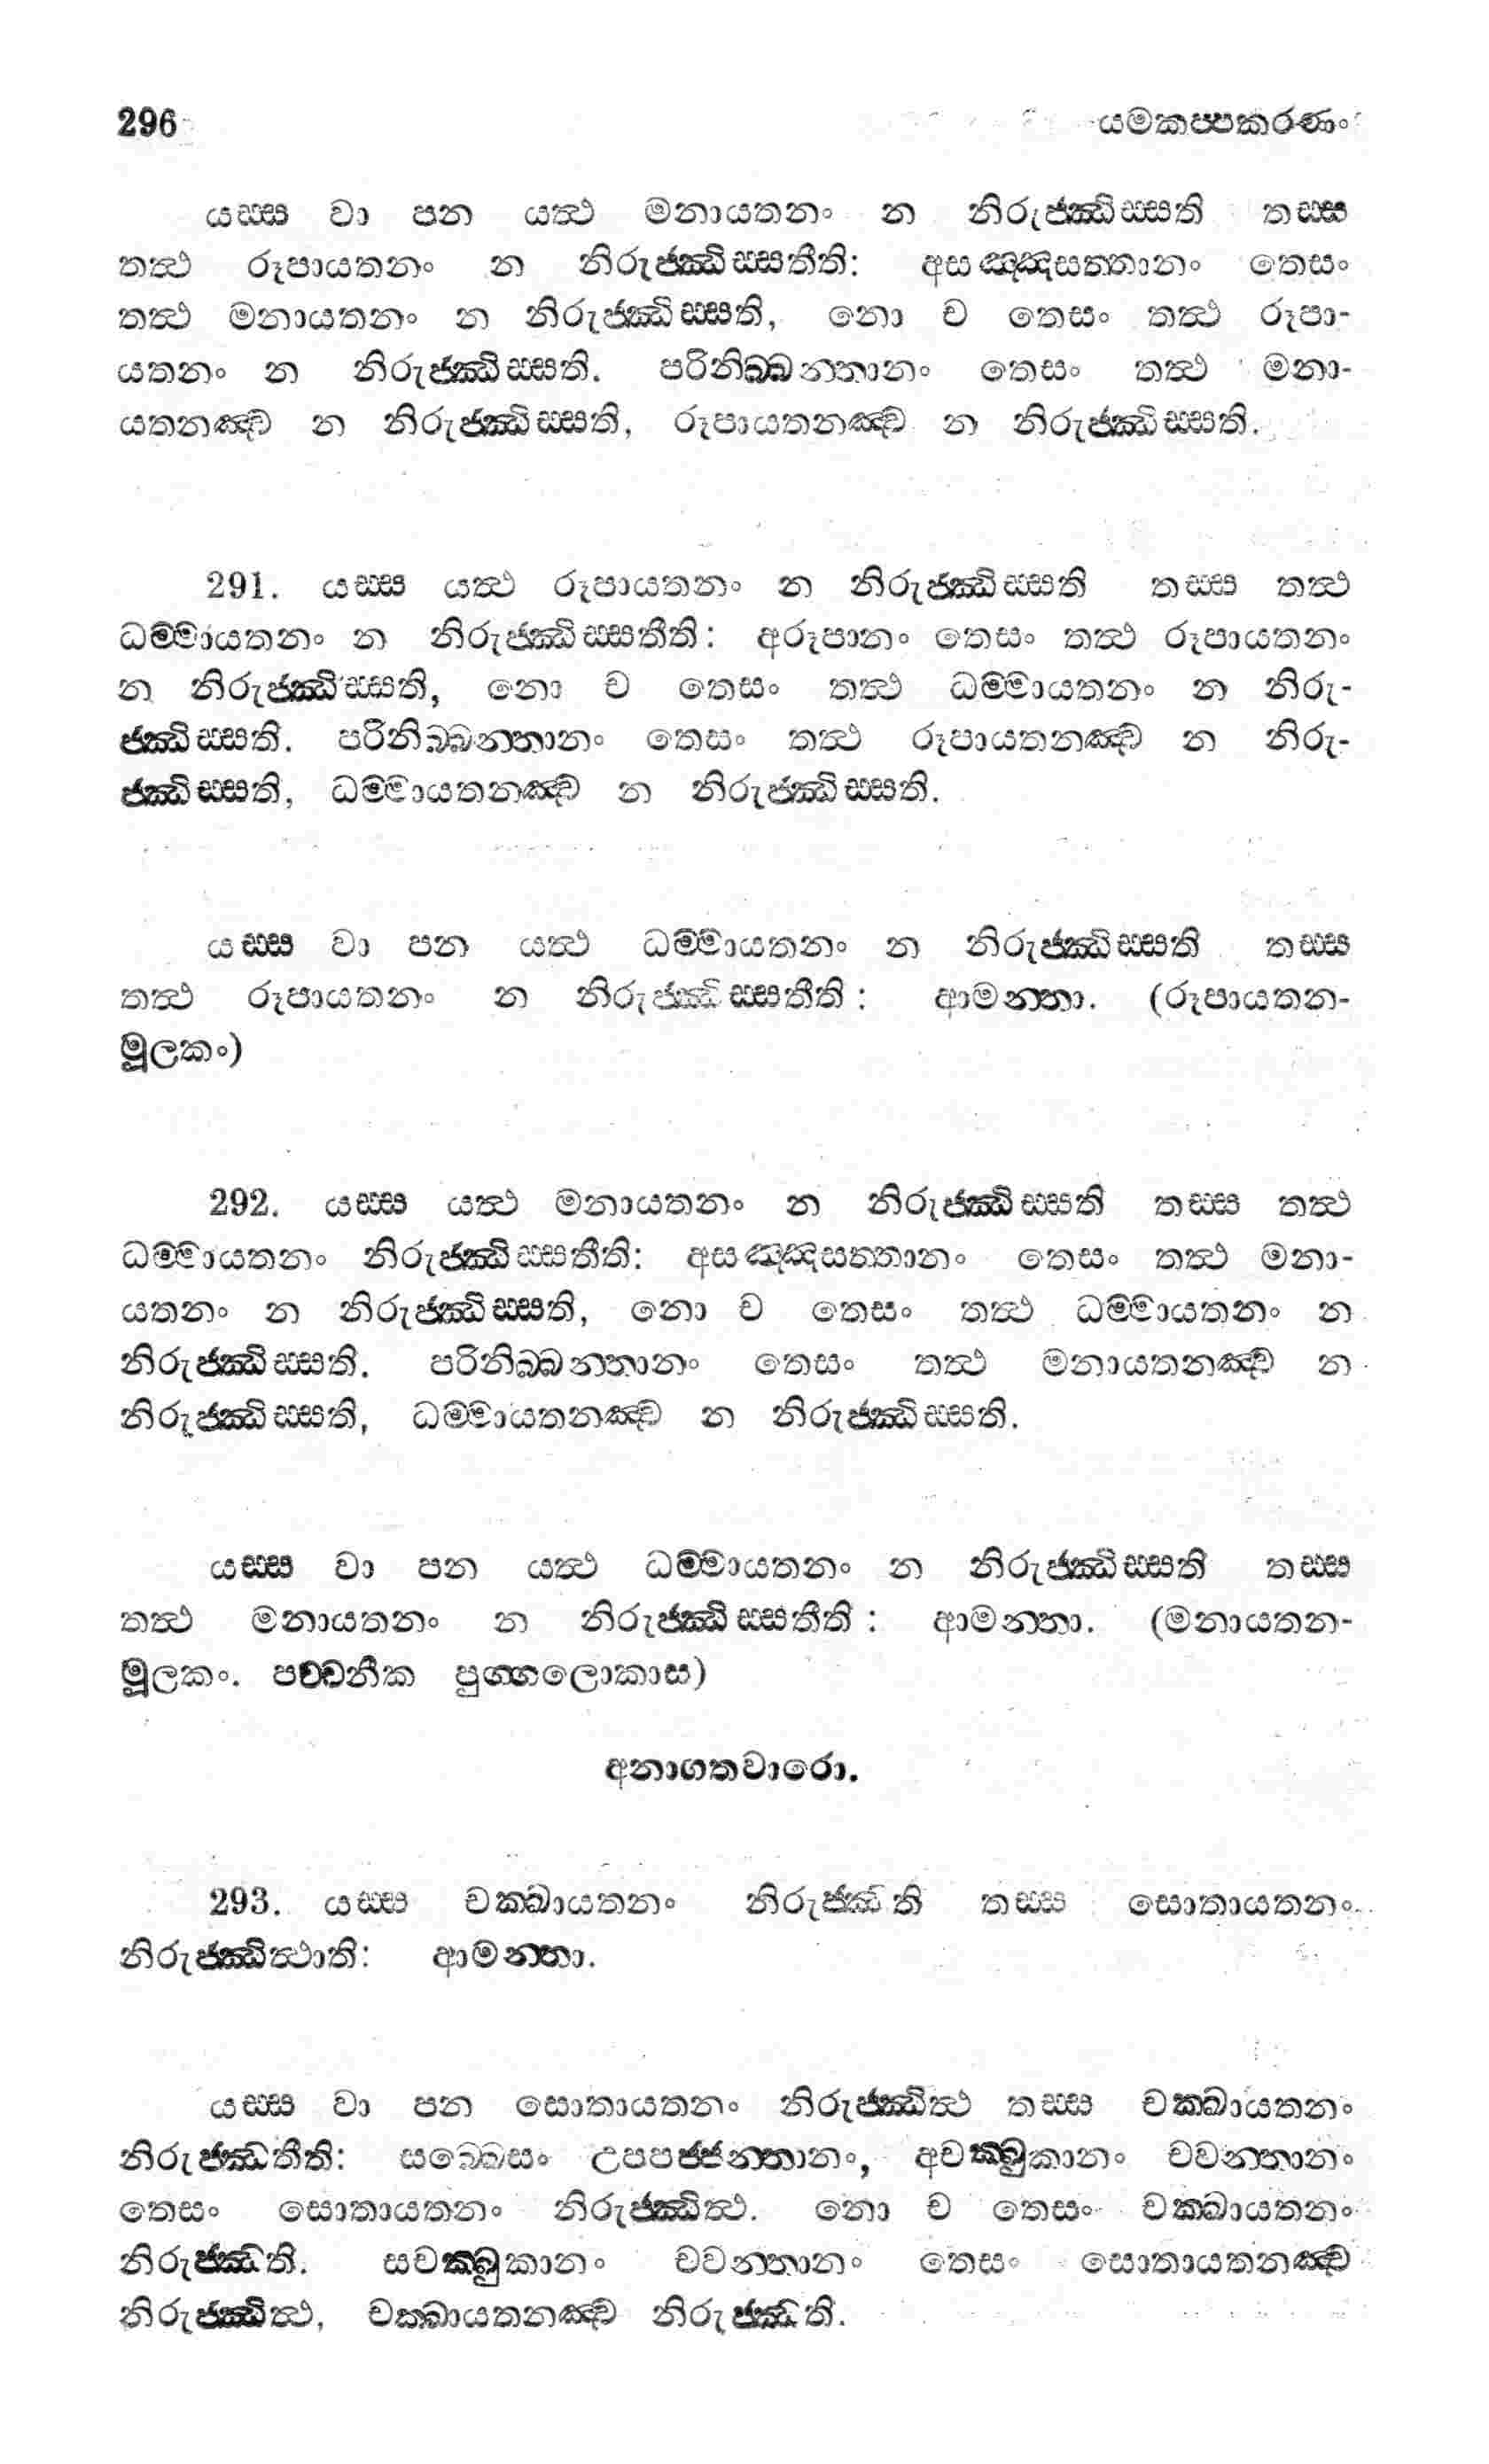 296 යමකප්පකරණං
යස්ස වා පන යත්ථ මනායතනං න නිරුජ්ඣිස්සති තස්ස
තත්ථ රූපායතනං න නිරුජ්ඣිස්සතීති: අසඤ්ඤසත්තානං තෙසං
තත්ථ මනායතනං න නිරුජ්ඣිස්සති, නො ච තෙසං තත්ථ රූපා-
යතනං න නිරුජ්ඣිස්සති. පරිනිබ්බන්තානං තෙසං තත්ථ මනා-
යතනඤ්ච න නිරුජ්ඣිස්සති, රූපායතනඤ්ච න නිරුජ්ඣිස්සති.
291. යස්ස යත්ථ රූපායතනං න නිරුජ්ඣිස්සති තස්ස තත්ථ
ධම්මායතනං න නිරුජ්ඣිස්සතීති: අරූපානං තෙසං තත්ථ රූපායතනං
න නිරුජ්ඣිස්සති, නො ච තෙසං තත්ථ ධම්මායතනං න නිරු-
ජ්ඣිස්සති. පරිනිබ්බන්තානං තෙසං තත්ථ රූපායතනඤ්ච න නිරු-
ජ්ඣිස්සති, ධම්මායතනඤ්ච න නිරුජ්ඣිස්සති.
යස්ස වා පන යත්ථ ධම්මායතනං න නිරුජ්ඣිස්සති තස්ස
තත්ථ රූපායතනං න නිරුජ්ඣිස්සතීති: ආමන්තා. (රූපායතන-
මූලකං)
292. යස්ස යත්ථ මනායතනං න නිරුජ්ඣිස්සති තස්ස තත්ථ
ධම්මායතනං නිරුජ්ඣිස්සතීති: අසඤ්ඤසත්තානං තෙසං තත්ථ මනා-
යතනං න නිරුජ්ඣිස්සති, නො ච තෙසං තත්ථ ධම්මායතනං න
නිරුජ්ඣිස්සති. පරිනිබ්බන්තානං තෙසං තත්ථ මනායතනඤ්ච න
නිරුජ්ඣිස්සති, ධම්මායතනඤ්ච න නිරුජ්ඣිස්සති.
යස්ස වා පන යත්ථ ධම්මායතනං න නිරුජ්ඣිස්සති තස්ස
තත්ථ මනායතනං න නිරුජ්ඣිස්සතීති: ආමන්තා. (මනායතන-
මූලකං. පච්චනීක පුග්ගලොකාස)
අනාගතවාරො.
293. යස්ස චක්ඛායතනං නිරුජ්ඣති තස්ස සොතායතනං
නිරුජ්ඣිත්ථාති: ආමන්තා.
යස්ස වා පන සොතායතනං නිරුජ්ඣිත්ථ තස්ස චක්ඛායතනං
නිරුජ්ඣතීති: සබ්බෙසං උපපජ්ජන්තානං, අචක්ඛුකානං චවන්තානං
තෙසං සොතායතනං නිරුජ්ඣිත්ථ. නො ච තෙසං චක්ඛායතනං
නිරුජ්ඣති. සචක්ඛුකානං චවන්තානං තෙසං සොතායතනඤ්ච
නිරුජ්ඣිත්ථ, චක්ඛායතනඤ්ච නිරුජ්ඣති.